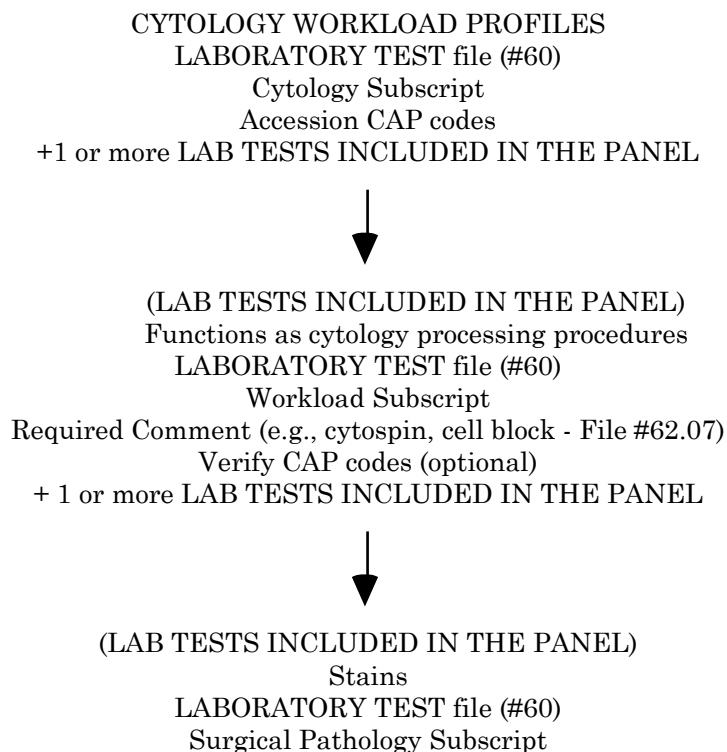 CYTOLOGY WORKLOAD PROFILES
LABORATORY TEST file (#60)
Cytology Subscript
Accession CAP codes
+1 or more LAB TESTS INCLUDED IN THE PANEL
(LAB TESTS INCLUDED IN THE PANEL)
Functions as cytology processing procedures
LABORATORY TEST file (#60)
Workload Subscript
Required Comment (e.g., cytospin, cell block - File #62.07)
Verify CAP codes (optional)
+ 1 or more LAB TESTS INCLUDED IN THE PANEL
(LAB TESTS INCLUDED IN THE PANEL)
Stains
LABORATORY TEST file (#60)
Surgical Pathology Subscript